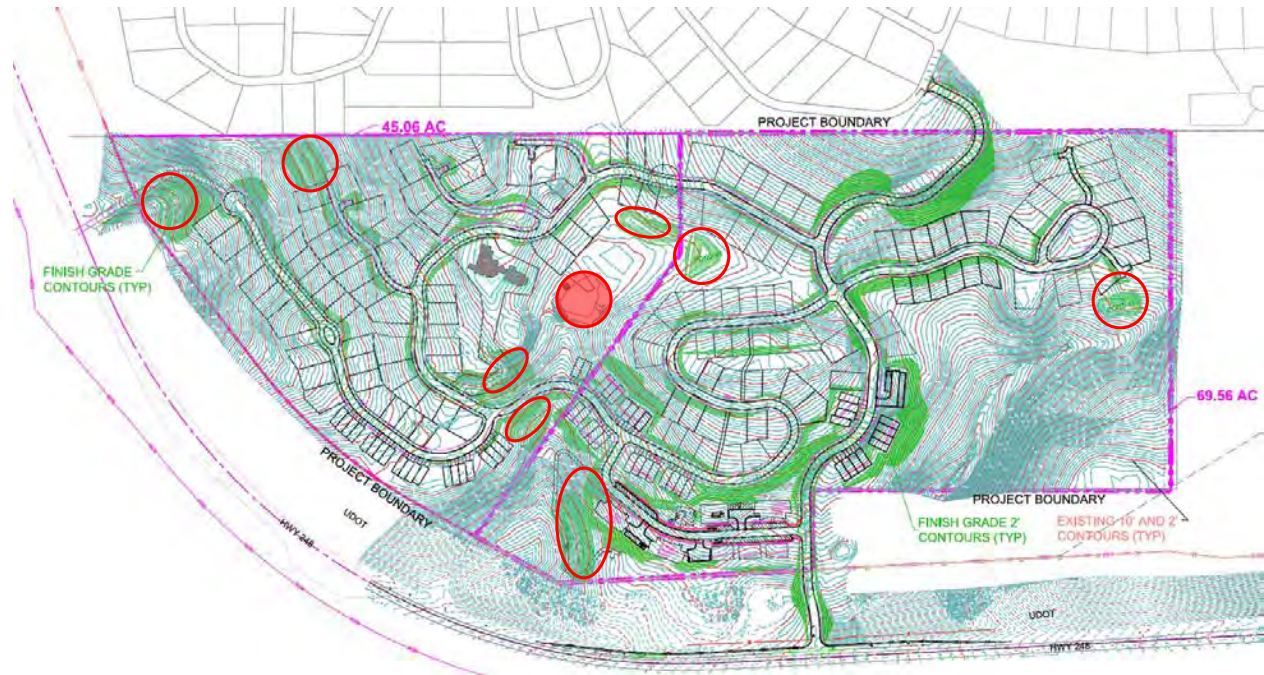 45.06 AC
PROJECT BOUNDARY
FINISH GRADE
CONTOURS (TYP)
69.56 AC
PROJECT BOUNDARY
PROJECT BOUNDARY
FINISH GRADE 2'
CONTOURS (TYP)
EXISTING 10' AND 2'
CONTOURS (TYP)
UDOT
HWY 248
UDOT
HWY 248